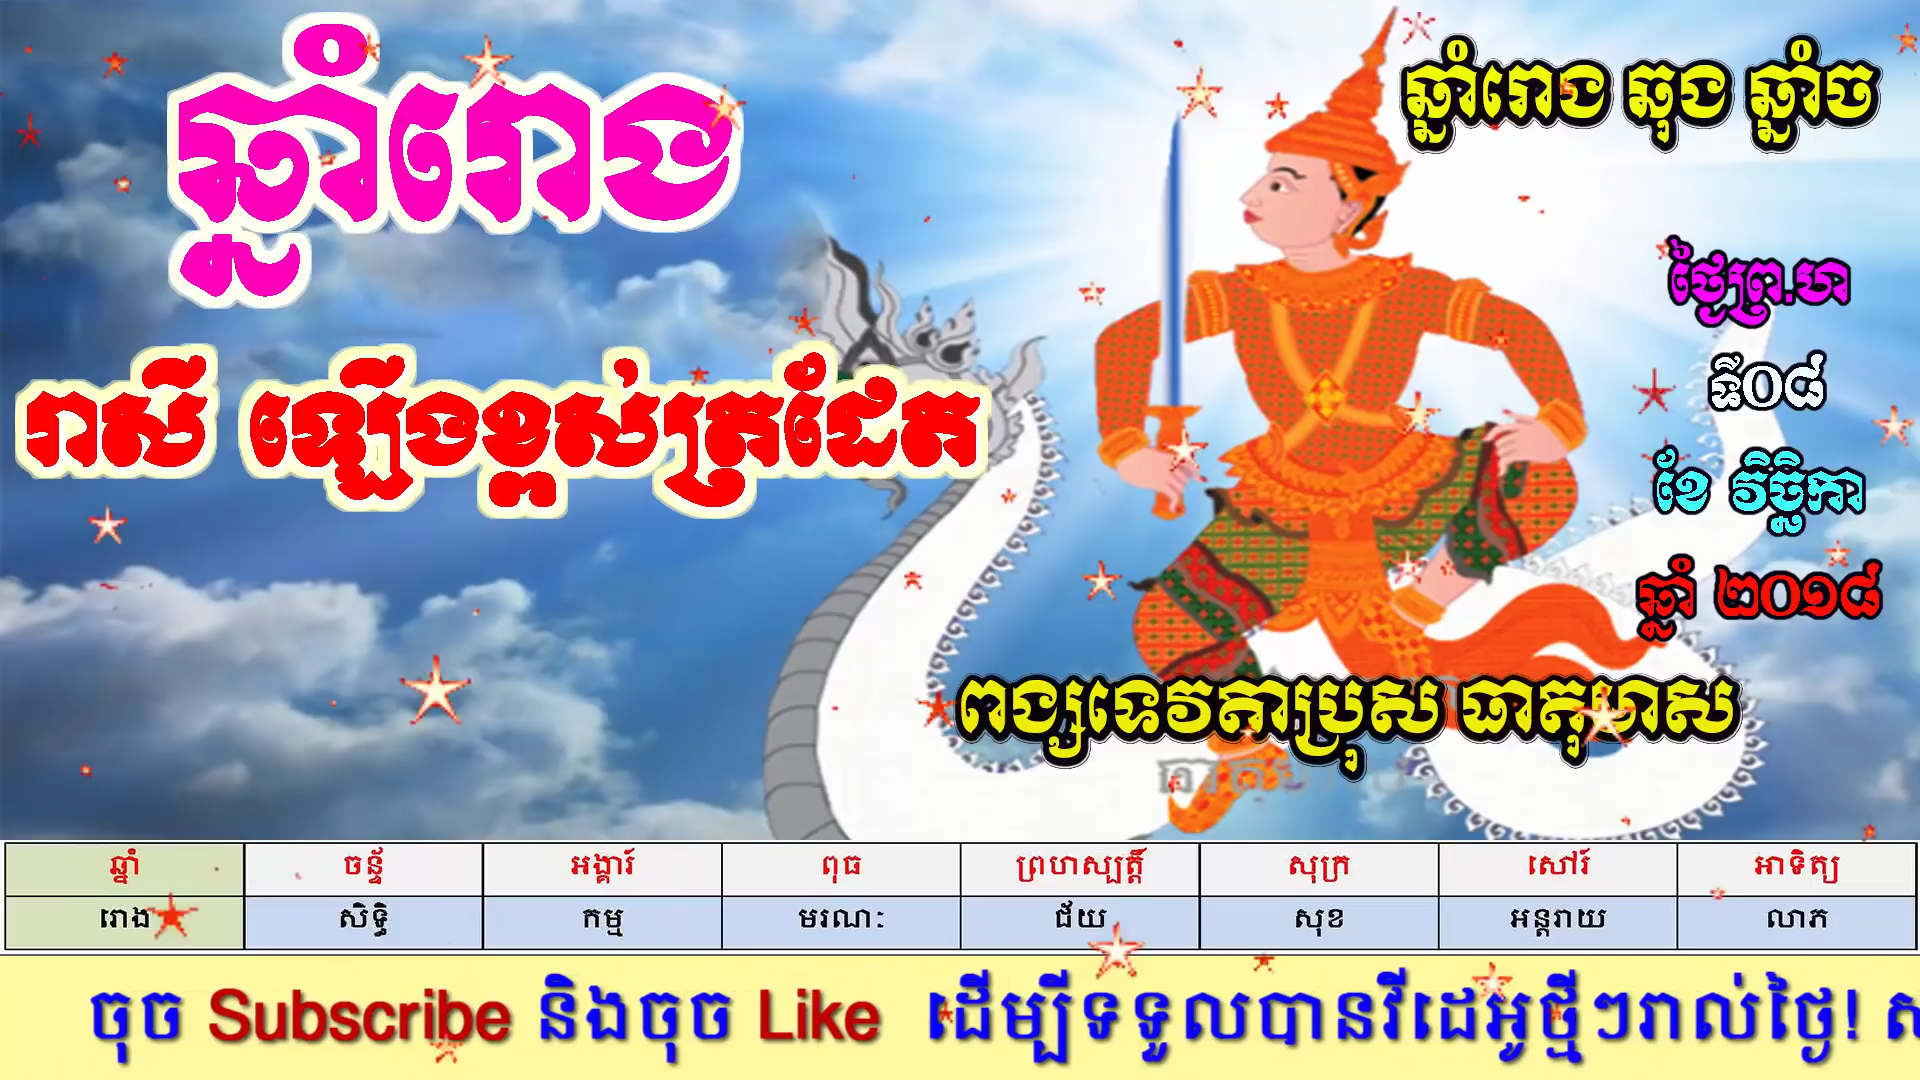 ឆ្នាំរោង
រាសី ឡើងខ្ពស់ត្រដែត
ឆ្នាំរោង ឆុង ឆ្នាំច
ថ្ងៃព្រ.ហ
ទី០៨
ខែ វិច្ឆិកា
ឆ្នាំ ២០១៨
ពង្សទេវតាប្រុស ធាតុមាស
ឆ្នាំ ចន្ទ័ អង្គារ៍ ពុធ ព្រហស្បត្តិ៍ សុក្រ សៅរ៍ អាទិត្យ
រោង សិទ្ធិ កម្ម មរណៈ ជ័យ សុខ អន្តរាយ លាភ
ចុច Subscribe និងចុច Like ដើម្បីទទួលបានវីដេអូថ្មីៗរាល់ថ្ងៃ!